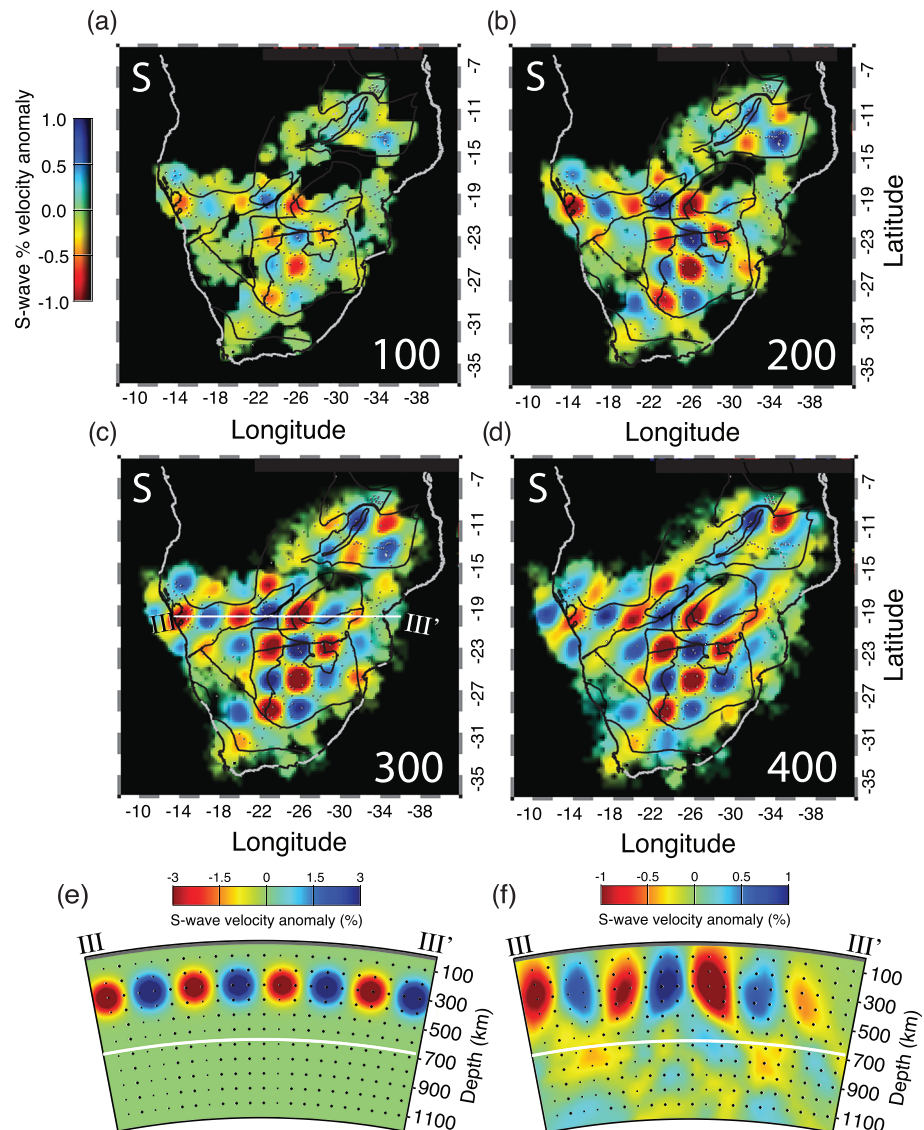 (a)
(b)
S-wave % velocity anomaly
1.0
0.5
0.0
-0.5
-1.0
S
100
S
200
-7
-11
-15
-19
-23
-27
-31
-35
-7
-11
-15
-19
-23
-27
-31
-35
Latitude
-10 -14 -18 -22 -26 -30 -34 -38
-10 -14 -18 -22 -26 -30 -34 -38
Longitude
Longitude
(c)
(d)
S
III
III'
300
S
400
-7
-11
-15
-19
-23
-27
-31
-35
-7
-11
-15
-19
-23
-27
-31
-35
Latitude
-10 -14 -18 -22 -26 -30 -34 -38
-10 -14 -18 -22 -26 -30 -34 -38
Longitude
Longitude
(e)
-3 -1.5 0 1.5 3
S-wave velocity anomaly (%)
III
III'
100
300
500
700
900
1100
Depth (km)
(f)
-1 -0.5 0 0.5 1
S-wave velocity anomaly (%)
III
III'
100
300
500
700
900
1100
Depth (km)